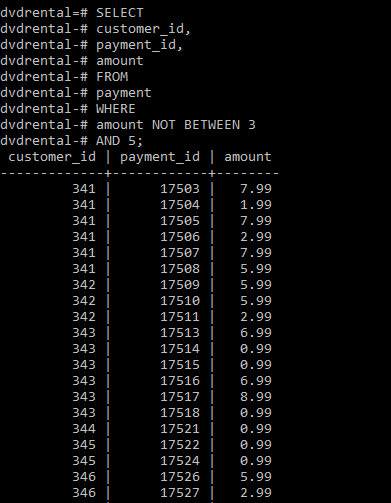 dvdrental=# SELECT
dvdrental-# customer_id,
dvdrental-# payment_id,
dvdrental-# amount
dvdrental-# FROM
dvdrental-# payment
dvdrental-# WHERE
dvdrental-# amount NOT BETWEEN 3
dvdrental-# AND 5;
 customer_id | payment_id | amount
-------------+------------+--------
         341 |      17503 |   7.99
         341 |      17504 |   1.99
         341 |      17505 |   7.99
         341 |      17506 |   2.99
         341 |      17507 |   7.99
         341 |      17508 |   5.99
         342 |      17509 |   5.99
         342 |      17510 |   5.99
         342 |      17511 |   2.99
         343 |      17513 |   6.99
         343 |      17514 |   0.99
         343 |      17515 |   0.99
         343 |      17516 |   6.99
         343 |      17517 |   8.99
         343 |      17518 |   0.99
         344 |      17521 |   0.99
         345 |      17522 |   0.99
         345 |      17524 |   0.99
         346 |      17526 |   5.99
         346 |      17527 |   2.99